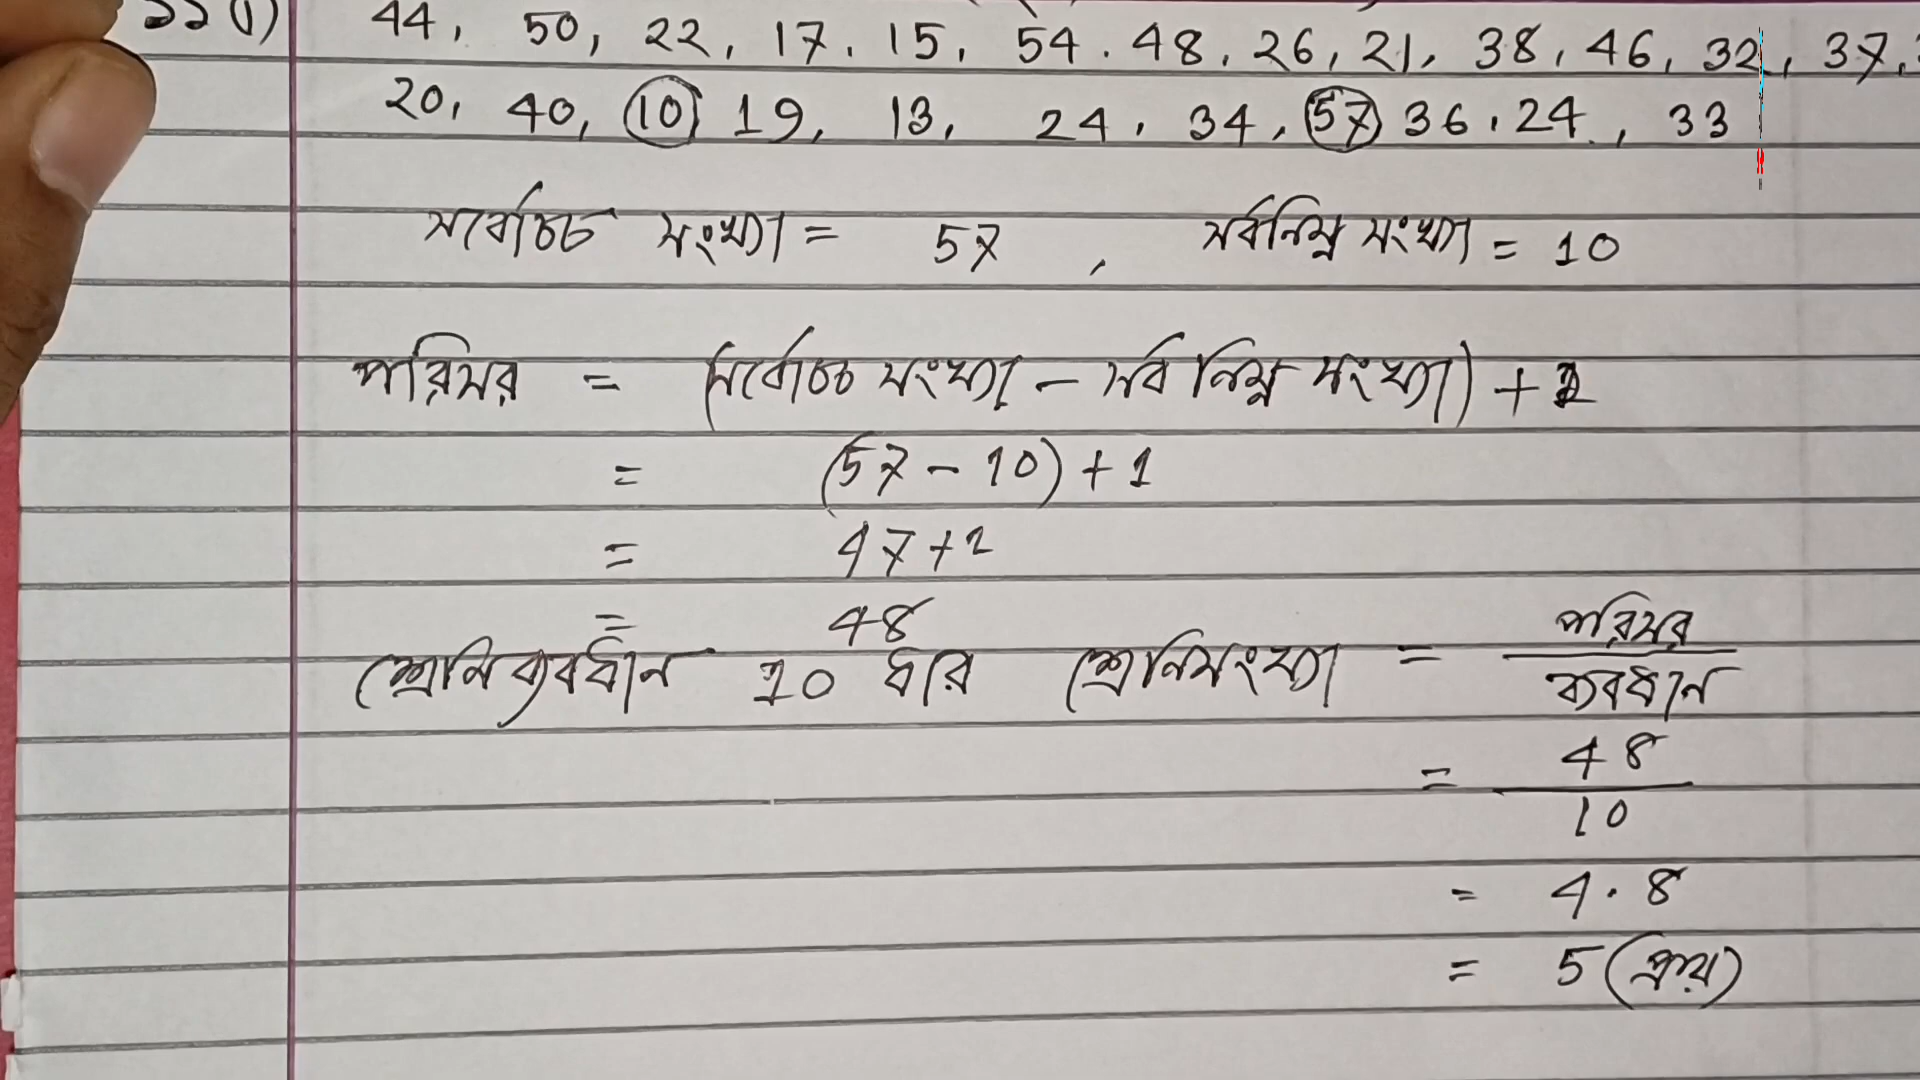 ১১ (i) 44, 50, 22, 17, 15, 54, 48, 26, 21, 38, 46, 32, 37,
20, 40, 10, 19, 13, 24, 34, 57, 36, 24, 33
সর্বোচ্চ সংখ্যা = 57, সর্বনিম্ন সংখ্যা = 10
পরিসর = (সর্বোচ্চ সংখ্যা - সর্বনিম্ন সংখ্যা) + 1
= (57 - 10) + 1
= 47 + 1
= 48
শ্রেণি ব্যবধান 10 ধরে শ্রেণিসংখ্যা = পরিসর
ব্যবধান
= 48
10
= 4.8
= 5 (প্রায়)